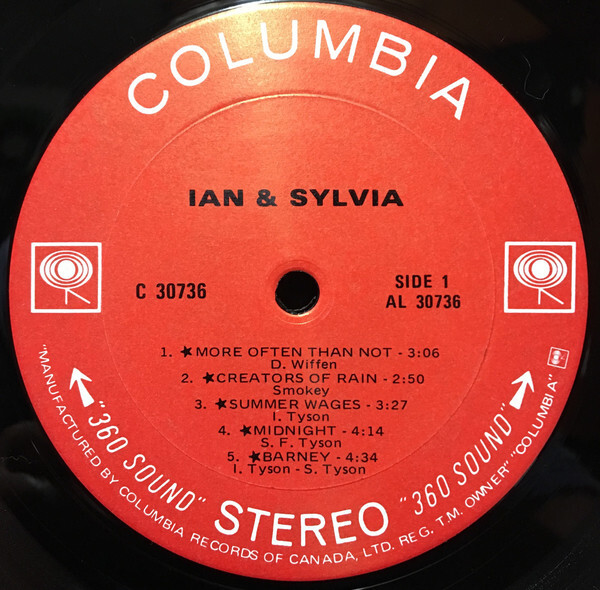 COLUMBIA
IAN & SYLVIA
C 30736
SIDE 1
AL 30736
1. ★MORE OFTEN THAN NOT - 3:06
D. Wiffen
2. ★CREATORS OF RAIN - 2:50
Smokey
3. ★SUMMER WAGES - 3:27
I. Tyson
4. ★MIDNIGHT - 4:14
S. F. Tyson
5. ★BARNEY - 4:34
I. Tyson - S. Tyson
"360 SOUND" STEREO "360 SOUND"
"MANUFACTURED BY COLUMBIA RECORDS OF CANADA, LTD. REG. T.M. OWNER" "COLUMBIA"